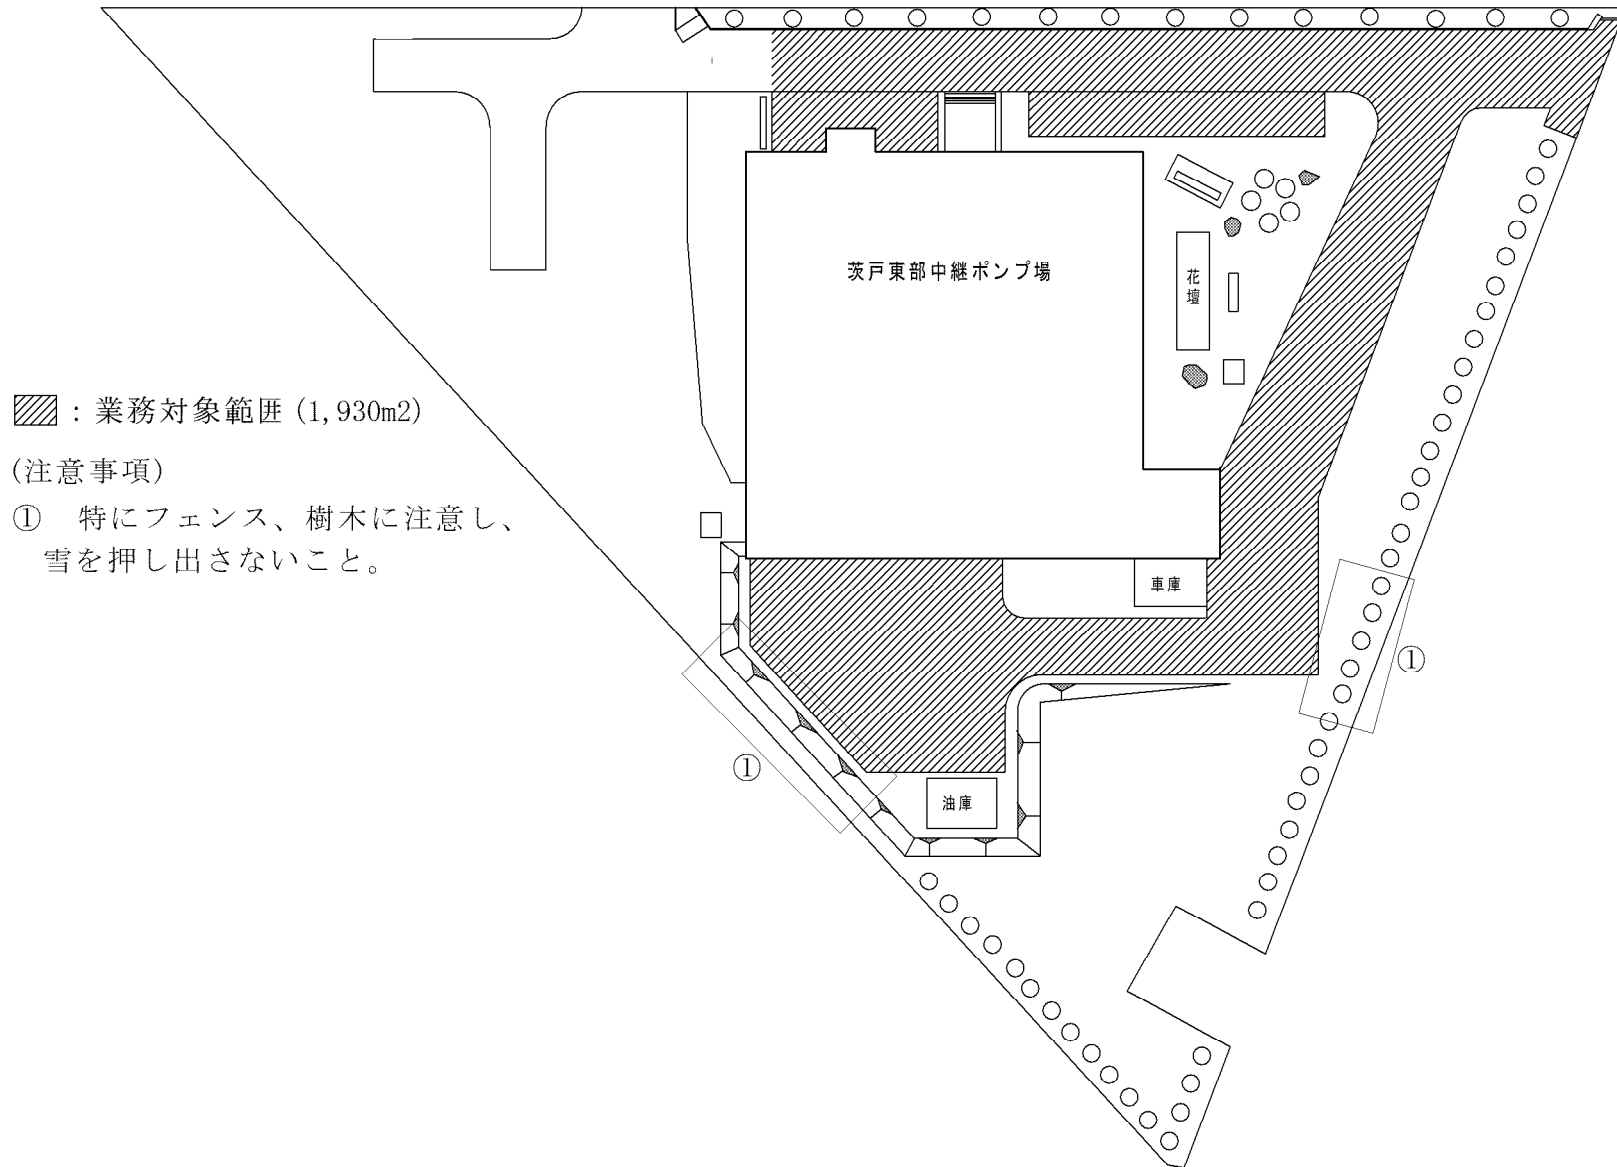 茨戸東部中継ポンプ場
花壇
：業務対象範囲 (1,930m2)
(注意事項)
①　特にフェンス、樹木に注意し、
雪を押し出さないこと。
車庫
①
①
油庫